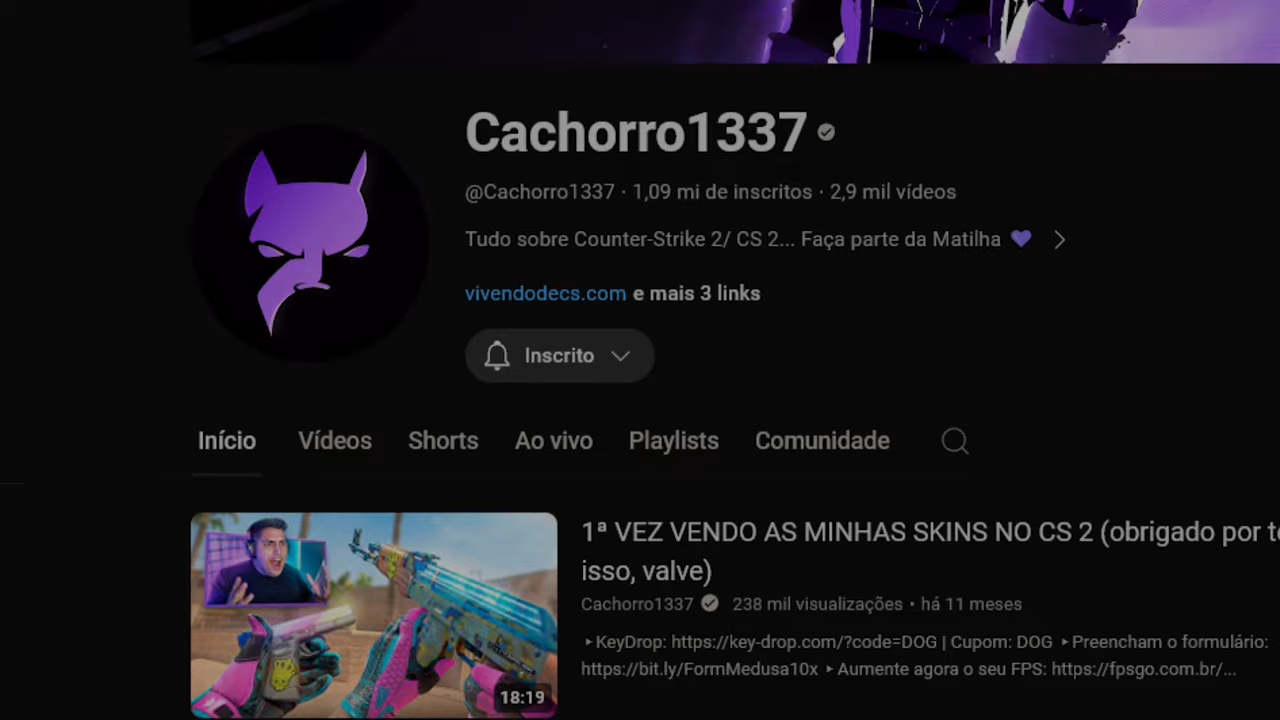 Cachorro1337
@Cachorro1337 · 1,09 mi de inscritos · 2,9 mil vídeos
Tudo sobre Counter-Strike 2/ CS 2... Faça parte da Matilha 💜
vivendodecs.com e mais 3 links
Inscrito
Início Vídeos Shorts Ao vivo Playlists Comunidade
1ª VEZ VENDO AS MINHAS SKINS NO CS 2 (obrigado por
isso, valve)
Cachorro1337 238 mil visualizações • há 11 meses
‣KeyDrop: https://key-drop.com/?code=DOG | Cupom: DOG ‣Preencham o formulário:
https://bit.ly/FormMedusa10x ‣Aumente agora o seu FPS: https://fpsgo.com.br/...
18:19